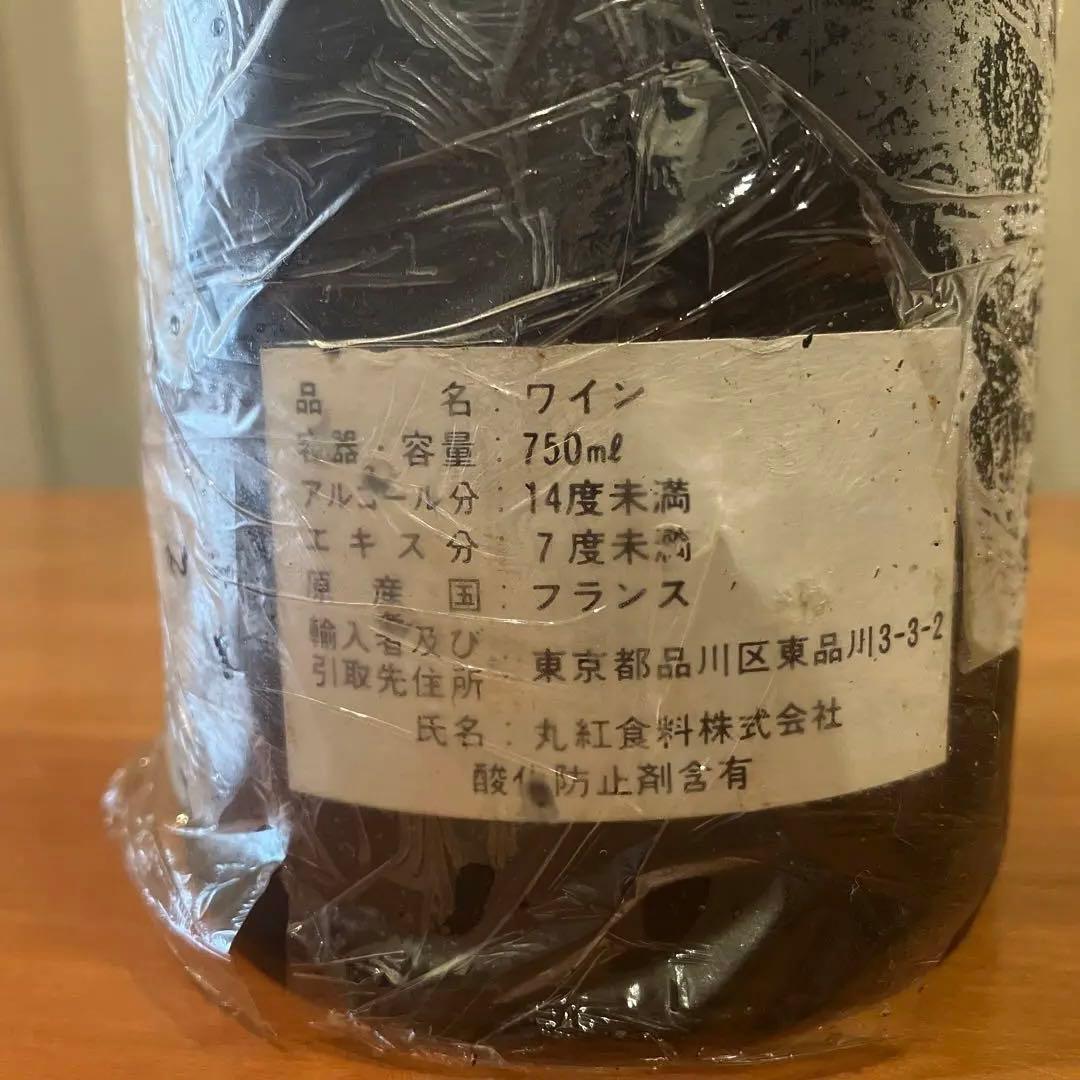 品名：ワイン
容器・容量：750ml
アルコール分：14度未満
エキス分：7度未満
原産国：フランス
輸入者及び
引取先住所：東京都品川区東品川3-3-2
氏名：丸紅食料株式会社
酸化防止剤含有